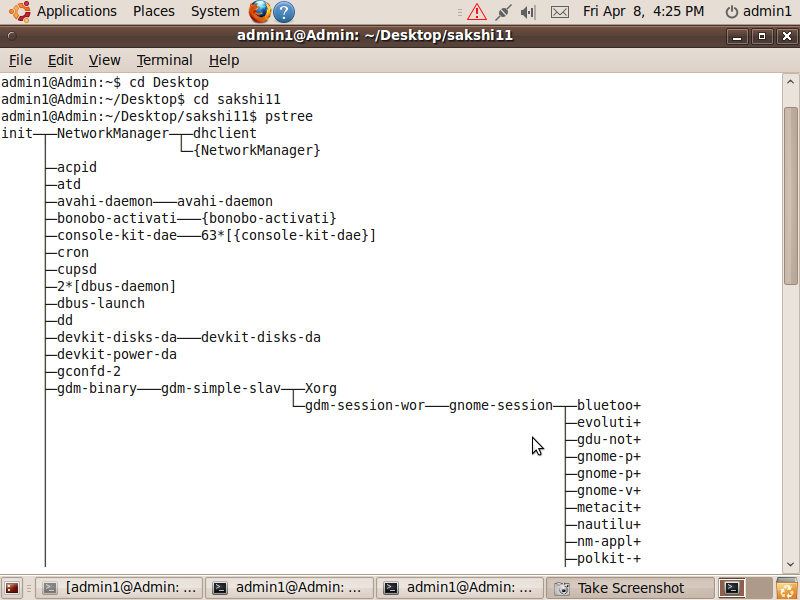 Applications Places System Fri Apr 8, 4:25 PM admin1
admin1@Admin: ~/Desktop/sakshi11
File Edit View Terminal Help
admin1@Admin:~$ cd Desktop
admin1@Admin:~/Desktop$ cd sakshi11
admin1@Admin:~/Desktop/sakshi11$ pstree
init─┬─NetworkManager─┬─dhclient
     │                └─{NetworkManager}
     ├─acpid
     ├─atd
     ├─avahi-daemon───avahi-daemon
     ├─bonobo-activati───{bonobo-activati}
     ├─console-kit-dae───63*[{console-kit-dae}]
     ├─cron
     ├─cupsd
     ├─2*[dbus-daemon]
     ├─dbus-launch
     ├─dd
     ├─devkit-disks-da───devkit-disks-da
     ├─devkit-power-da
     ├─gconfd-2
     ├─gdm-binary───gdm-simple-slav─┬─Xorg
     │                              └─gdm-session-wor───gnome-session─┬─bluetoo+
     │                                                                ├─evoluti+
     │                                                                ├─gdu-not+
     │                                                                ├─gnome-p+
     │                                                                ├─gnome-p+
     │                                                                ├─gnome-v+
     │                                                                ├─metacit+
     │                                                                ├─nautilu+
     │                                                                ├─nm-appl+
     │                                                                ├─polkit-+
[admin1@Admin: ... admin1@Admin: ... admin1@Admin: ... Take Screenshot